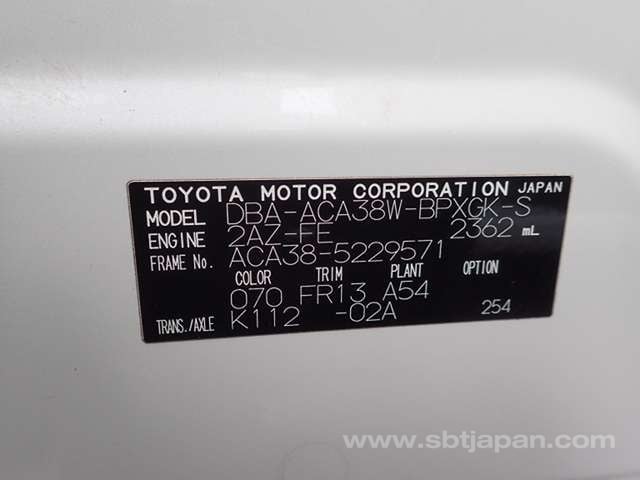 TOYOTA MOTOR CORPORATION JAPAN
MODEL DBA-ACA38W-BPXGK-S
ENGINE 2AZ-FE 2362 mL
FRAME No. ACA38-5229571
COLOR TRIM PLANT OPTION
070 FR13 A54
TRANS./AXLE K112 -02A 254
www.sbtjapan.com